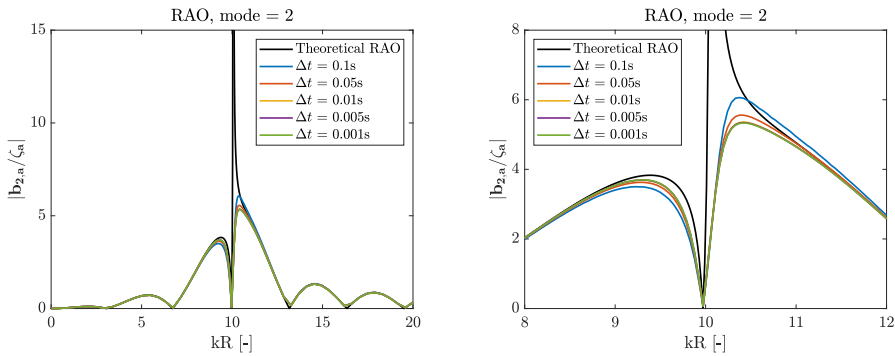 RAO, mode = 2
|b₂,ₐ/ζₐ|
15
10
5
0
0
5
10
15
20
kR [-]
Theoretical RAO
Δt = 0.1s
Δt = 0.05s
Δt = 0.01s
Δt = 0.005s
Δt = 0.001s
RAO, mode = 2
|b₂,ₐ/ζₐ|
8
6
4
2
0
8
9
10
11
12
kR [-]
Theoretical RAO
Δt = 0.1s
Δt = 0.05s
Δt = 0.01s
Δt = 0.005s
Δt = 0.001s